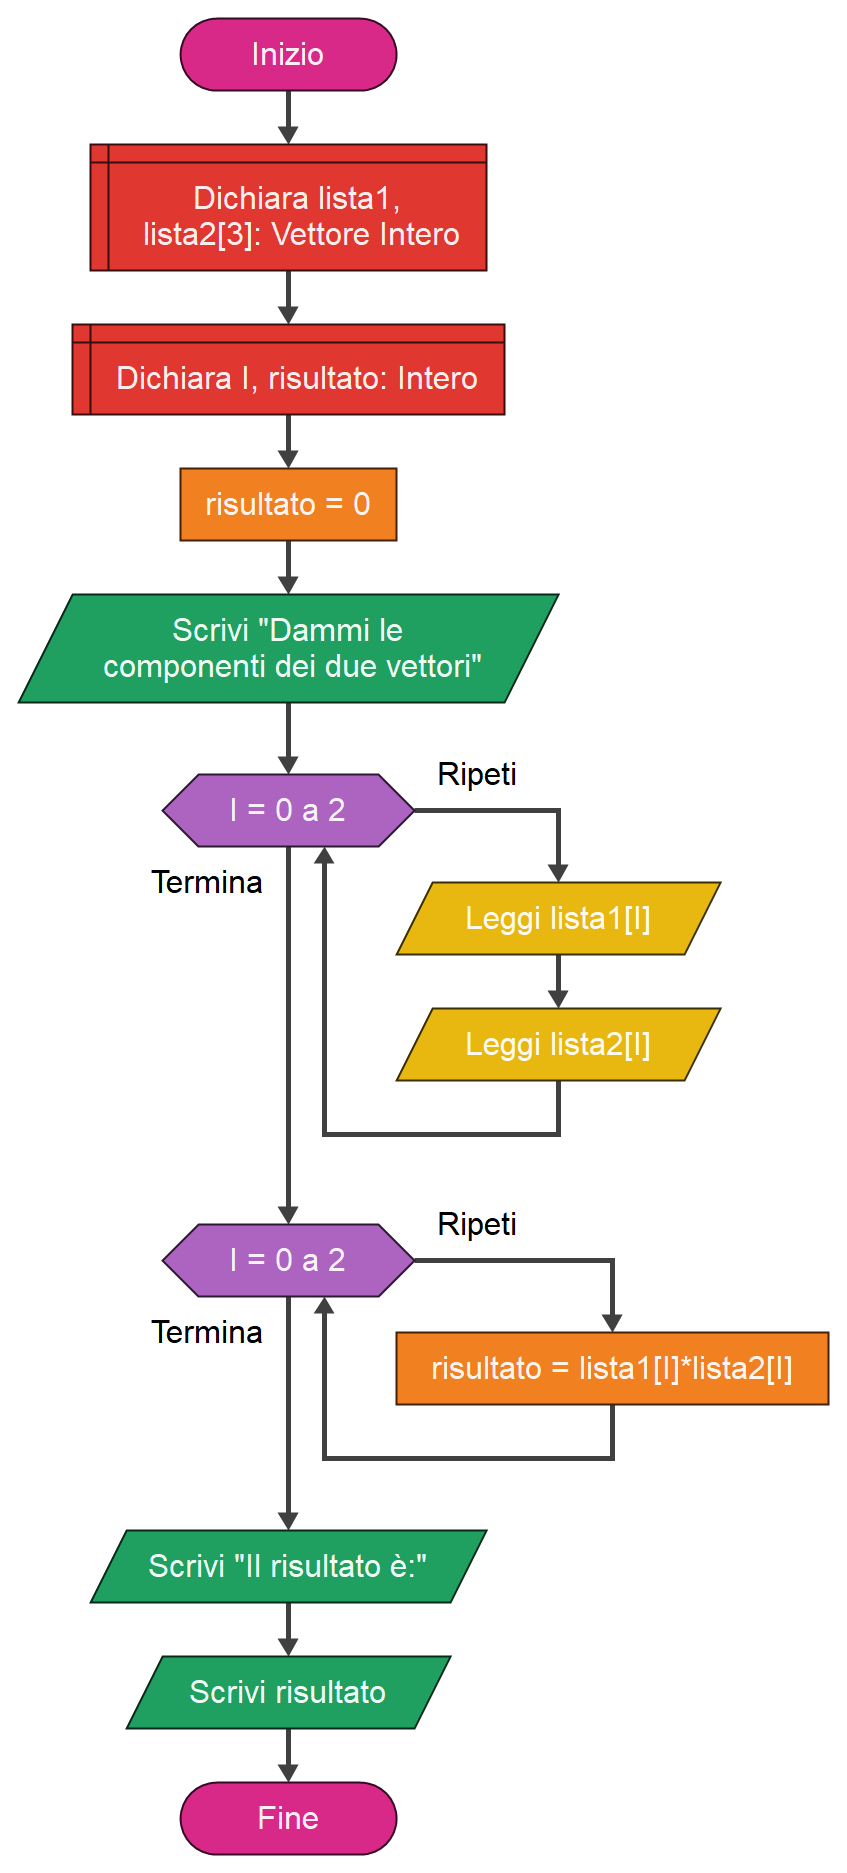 Inizio
Dichiara lista1,
lista2[3]: Vettore Intero
Dichiara I, risultato: Intero
risultato = 0
Scrivi "Dammi le
componenti dei due vettori"
I = 0 a 2
Ripeti
Termina
Leggi lista1[I]
Leggi lista2[I]
I = 0 a 2
Ripeti
Termina
risultato = lista1[I]*lista2[I]
Scrivi "Il risultato è:"
Scrivi risultato
Fine